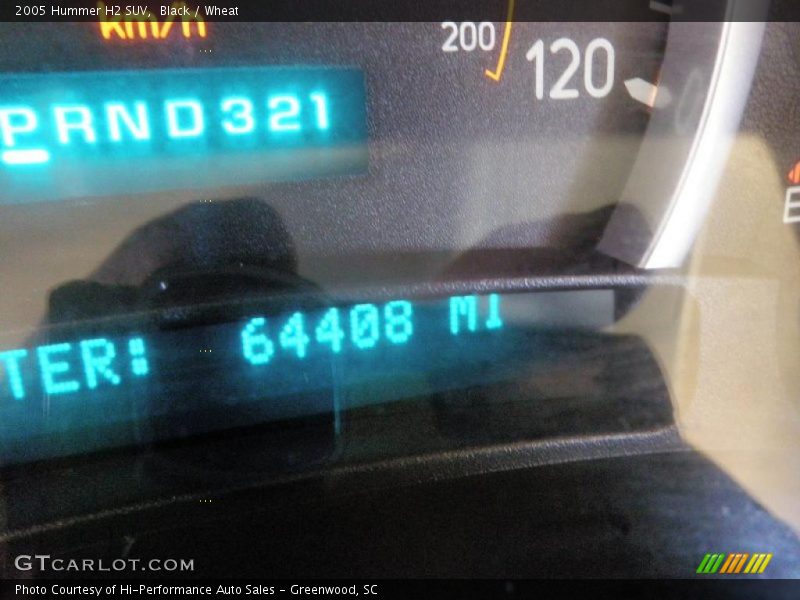 2005 Hummer H2 SUV, Black / Wheat
km/h
200
120
PRND321
E
TER: 64408 MI
GTCARLOT.COM
Photo Courtesy of Hi-Performance Auto Sales - Greenwood, SC